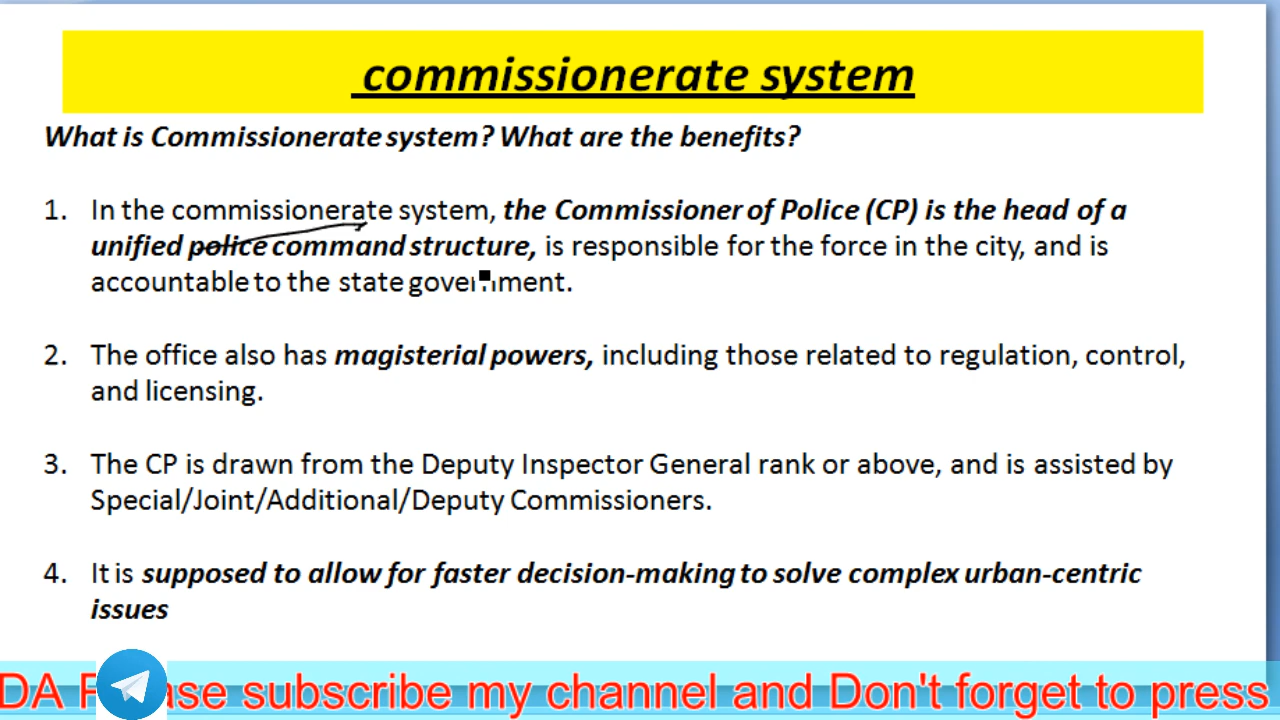 commissionerate system
What is Commissionerate system? What are the benefits?
1. In the commissionerate system, the Commissioner of Police (CP) is the head of a
unified police command structure, is responsible for the force in the city, and is
accountable to the state government.
2. The office also has magisterial powers, including those related to regulation, control,
and licensing.
3. The CP is drawn from the Deputy Inspector General rank or above, and is assisted by
Special/Joint/Additional/Deputy Commissioners.
4. It is supposed to allow for faster decision-making to solve complex urban-centric
issues
DA subscribe my channel and Don't forget to press